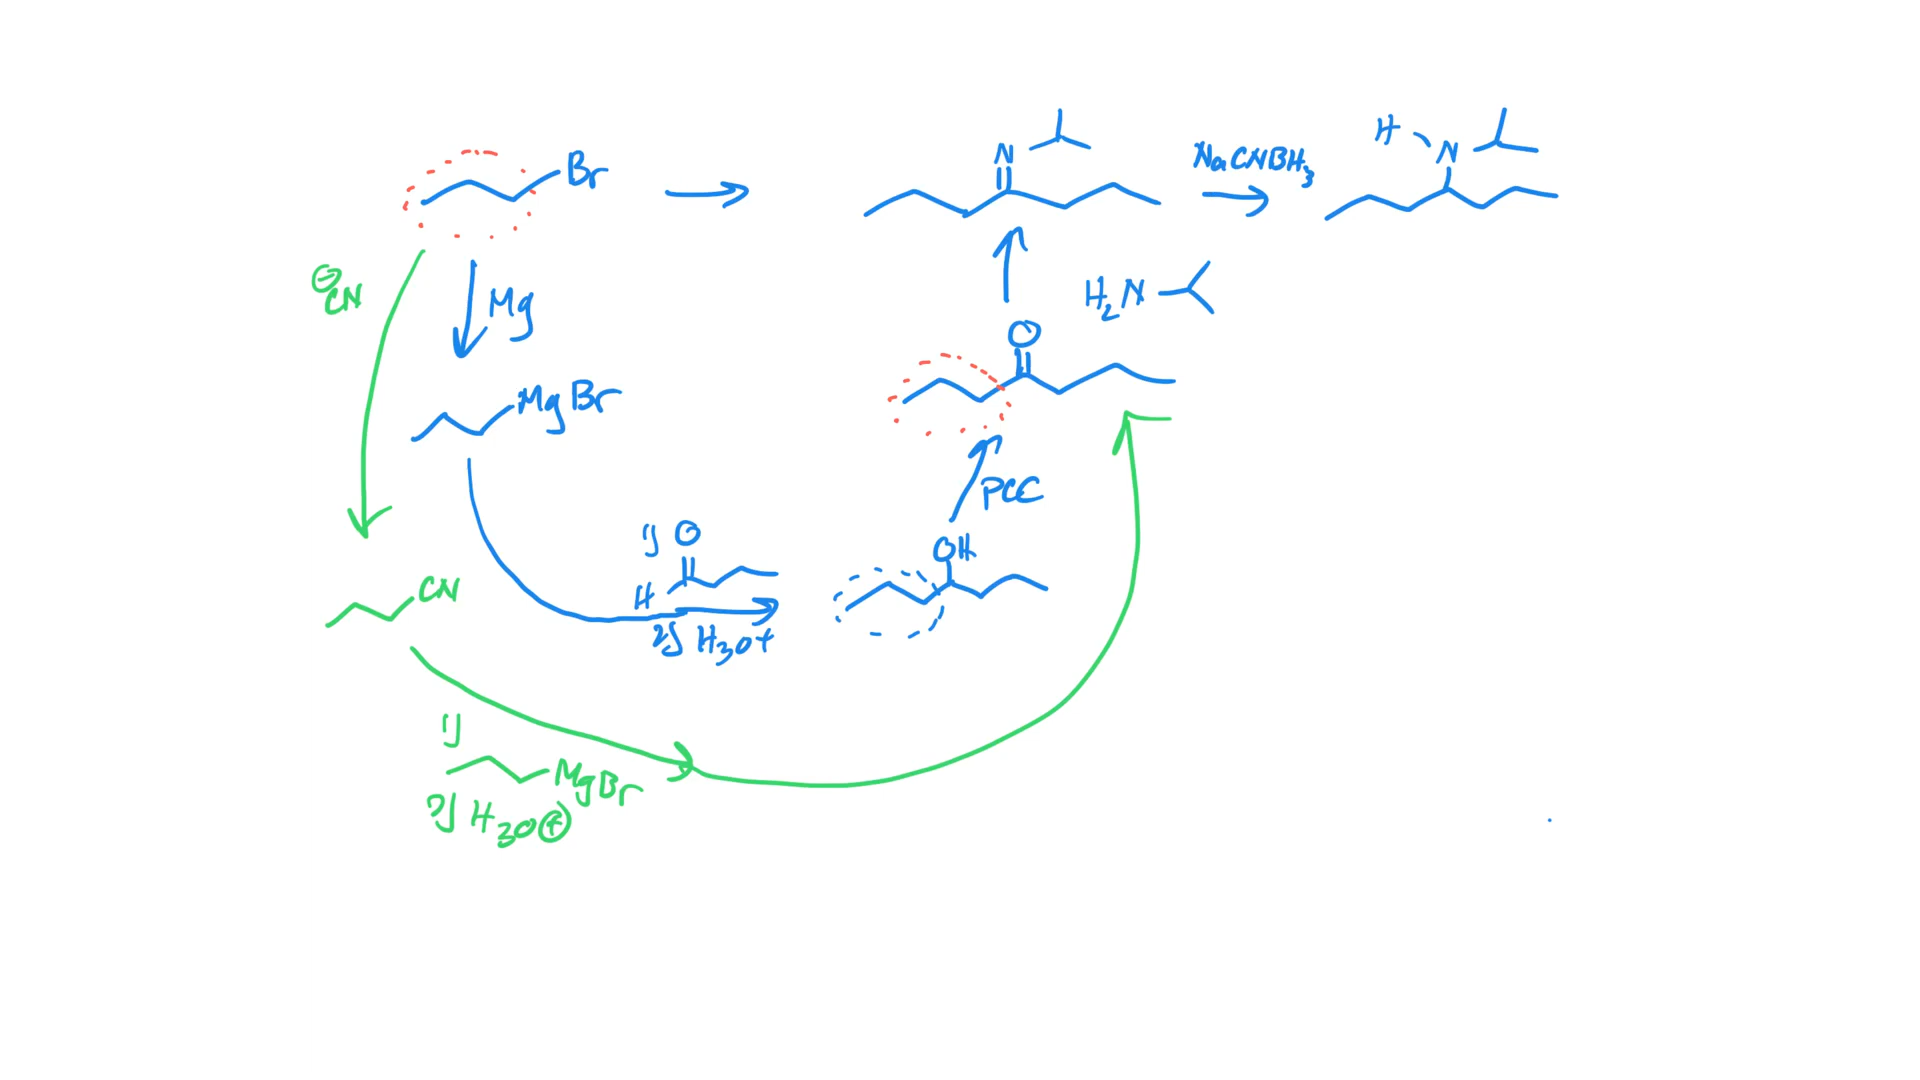 Br
N
NaCNBH3
H
N
⊖CN
Mg
H2N
O
MgBr
PCC
1)
O
OH
H
CN
2) H3O+
1)
MgBr
2) H3O⊕